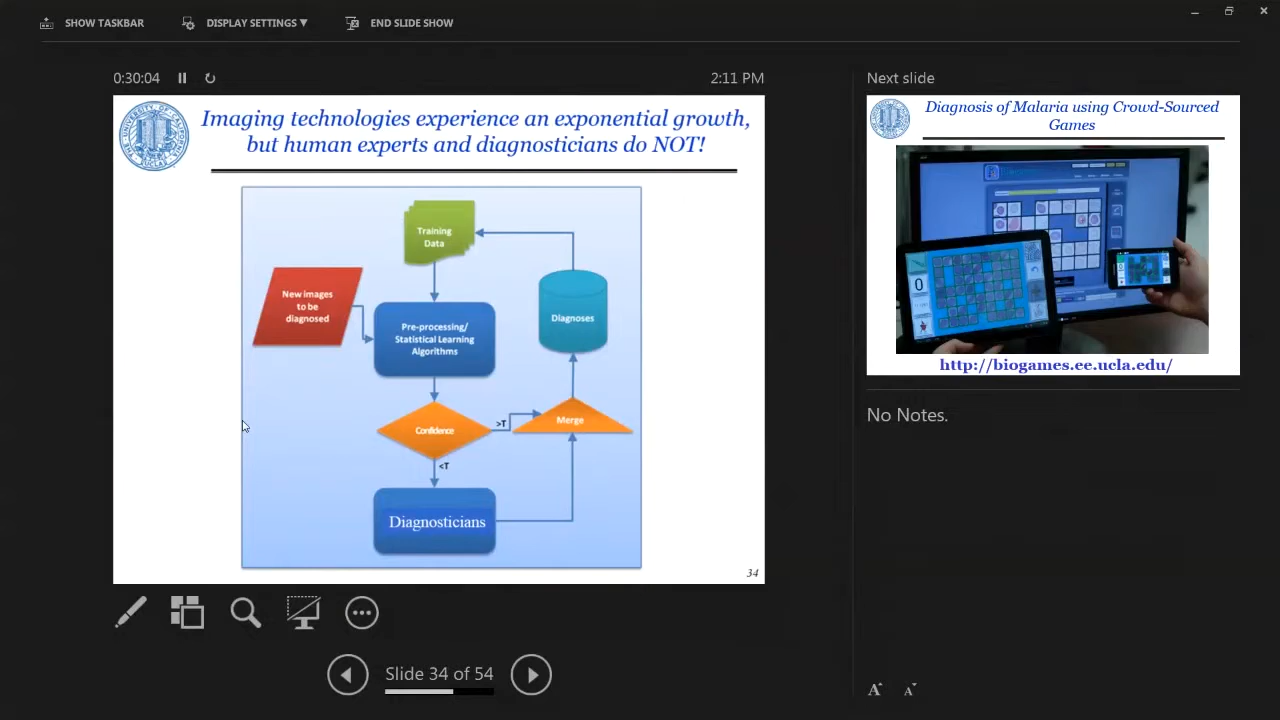 SHOW TASKBAR
DISPLAY SETTINGS ▼
END SLIDE SHOW
0:30:04
2:11 PM
Imaging technologies experience an exponential growth,
but human experts and diagnosticians do NOT!
Training
Data
New images
to be
diagnosed
Pre-processing/
Statistical Learning
Algorithms
Diagnoses
Confidence
>T
Merge
<T
Diagnosticians
34
Slide 34 of 54
Next slide
Diagnosis of Malaria using Crowd-Sourced
Games
0
http://biogames.ee.ucla.edu/
No Notes.
A
A